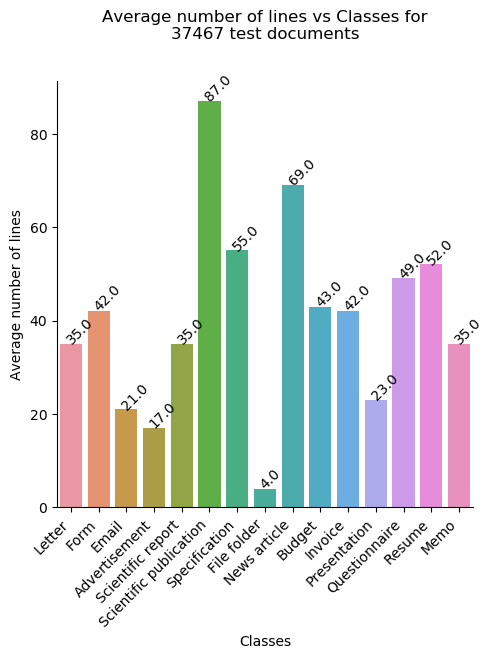 Average number of lines vs Classes for
37467 test documents
Average number of lines
80
60
40
20
0
35.0
42.0
21.0
17.0
35.0
87.0
55.0
4.0
69.0
43.0
42.0
23.0
49.0
52.0
35.0
Letter
Form
Email
Advertisement
Scientific report
Scientific publication
Specification
File folder
News article
Budget
Invoice
Presentation
Questionnaire
Resume
Memo
Classes